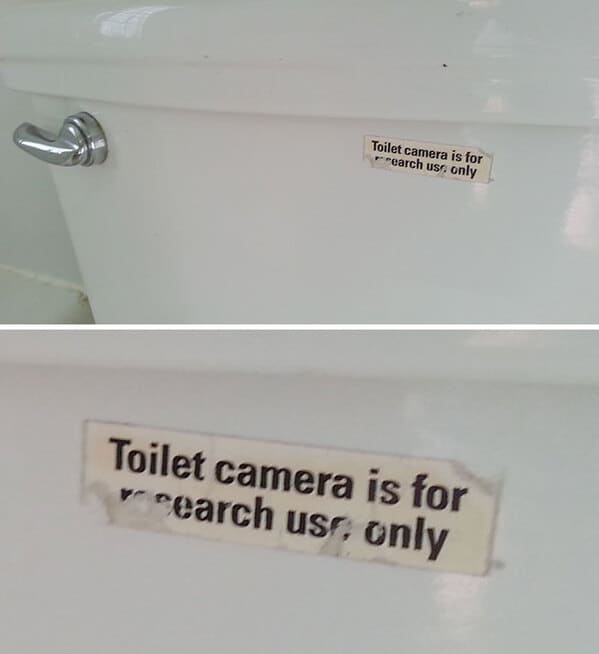 Toilet camera is for
research use only
Toilet camera is for
research use only